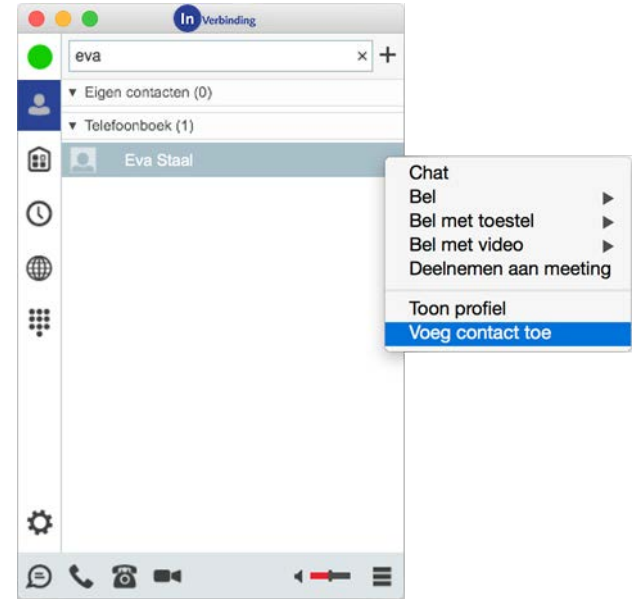 In Verbinding
eva
Eigen contacten (0)
Telefoonboek (1)
Eva Staal
Chat
Bel
Bel met toestel
Bel met video
Deelnemen aan meeting
Toon profiel
Voeg contact toe